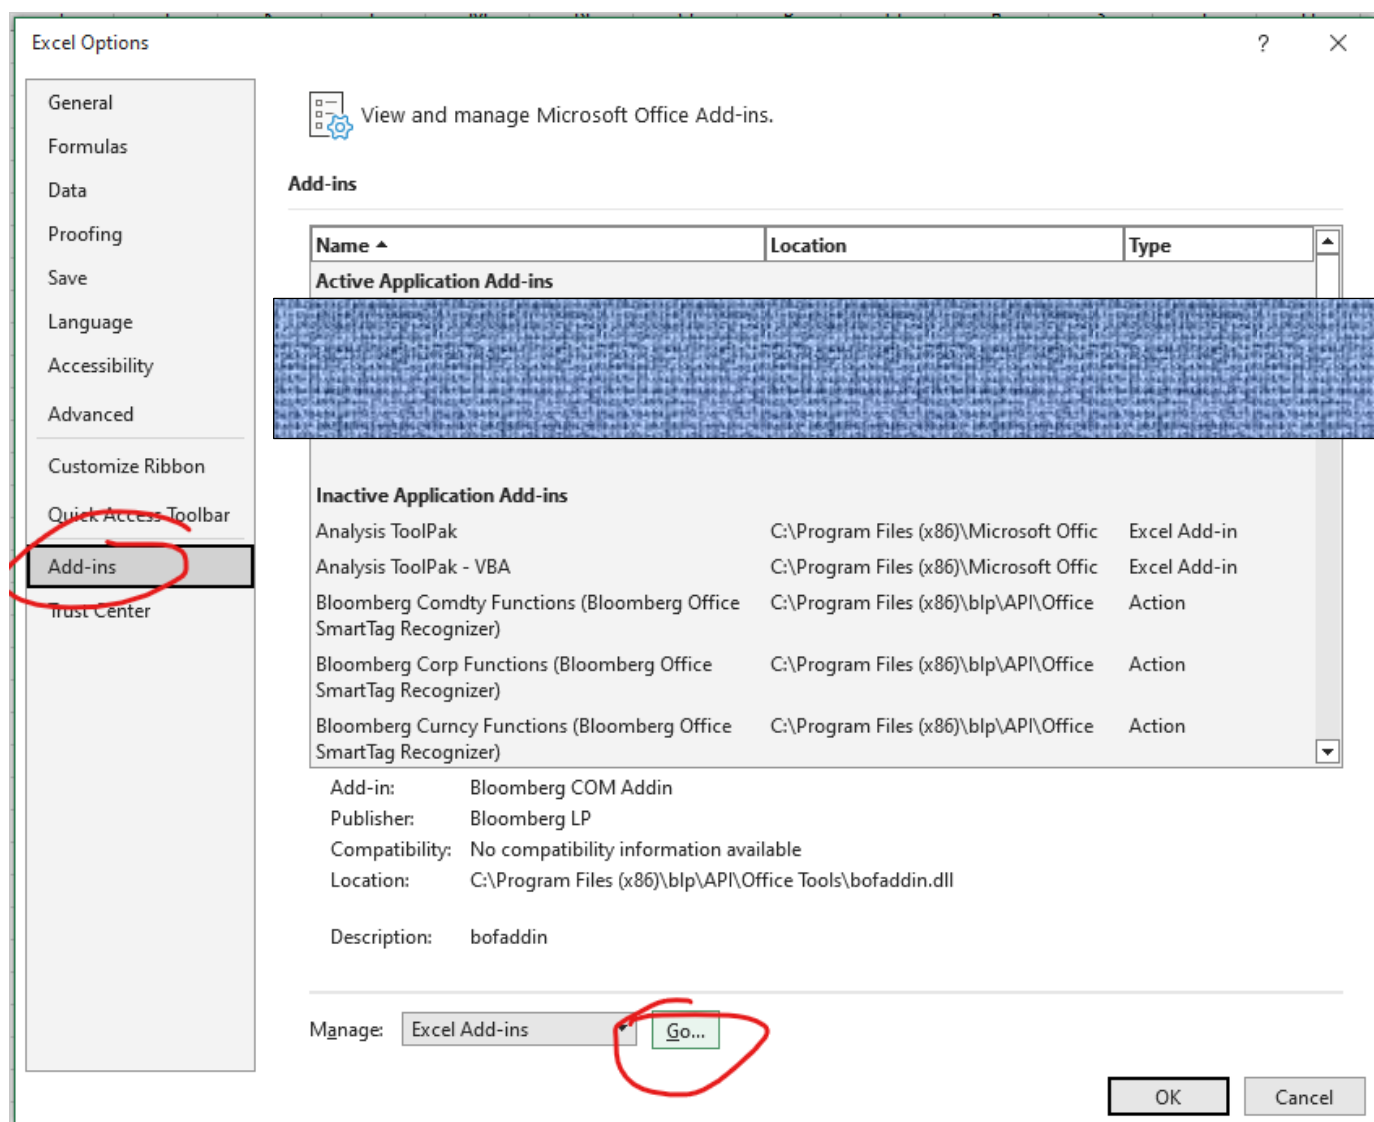 Excel Options
?
General
Formulas
Data
Proofing
Save
Language
Accessibility
Advanced
Customize Ribbon
Quick Access Toolbar
Add-ins
Trust Center
View and manage Microsoft Office Add-ins.
Add-ins
Name Location Type
Active Application Add-ins
Inactive Application Add-ins
Analysis ToolPak C:\Program Files (x86)\Microsoft Offic Excel Add-in
Analysis ToolPak - VBA C:\Program Files (x86)\Microsoft Offic Excel Add-in
Bloomberg Comdty Functions (Bloomberg Office C:\Program Files (x86)\blp\API\Office Action
SmartTag Recognizer)
Bloomberg Corp Functions (Bloomberg Office C:\Program Files (x86)\blp\API\Office Action
SmartTag Recognizer)
Bloomberg Curncy Functions (Bloomberg Office C:\Program Files (x86)\blp\API\Office Action
SmartTag Recognizer)
Add-in: Bloomberg COM Addin
Publisher: Bloomberg LP
Compatibility: No compatibility information available
Location: C:\Program Files (x86)\blp\API\Office Tools\bofaddin.dll
Description: bofaddin
Manage: Excel Add-ins Go...
OK Cancel